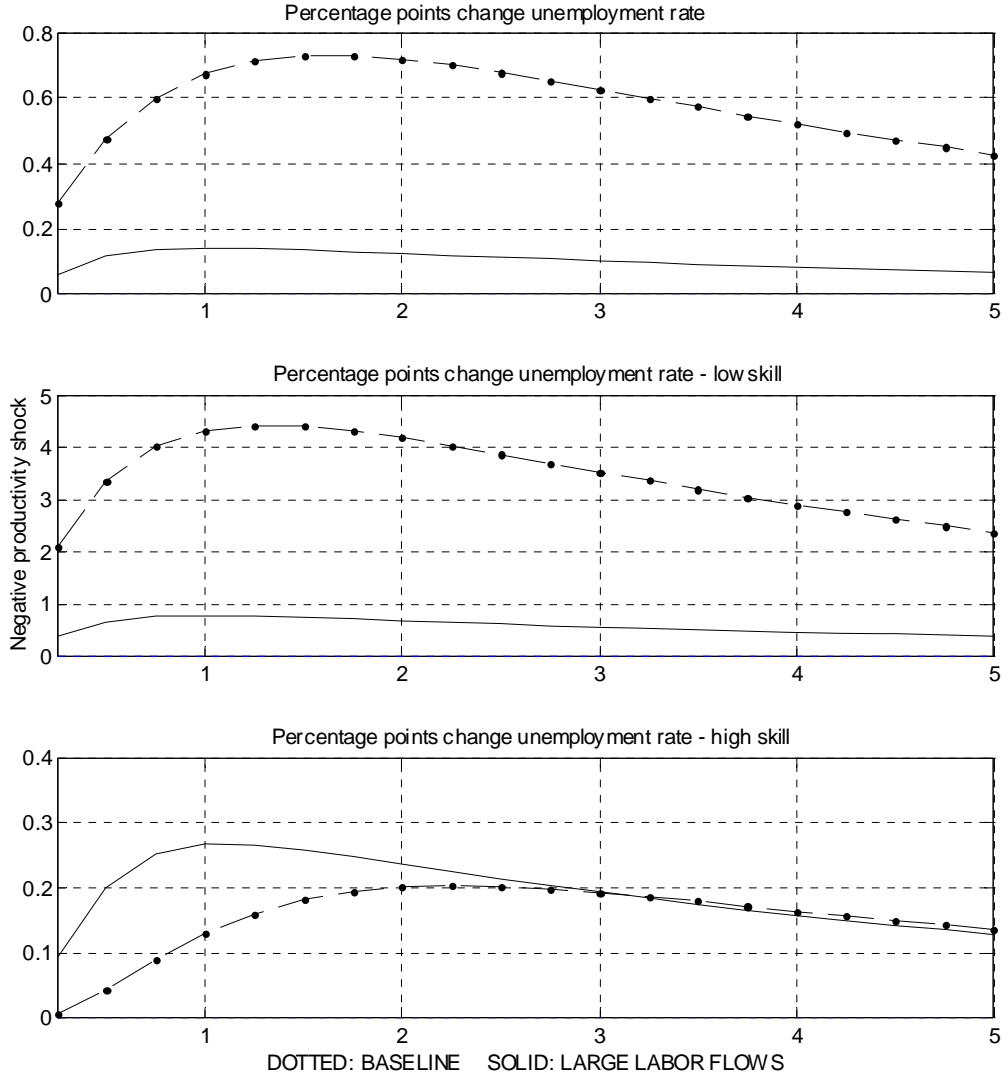 Percentage points change unemployment rate
0.8
0.6
0.4
0.2
0
1 2 3 4 5
Percentage points change unemployment rate - low skill
Negative productivity shock
5
4
3
2
1
0
1 2 3 4 5
Percentage points change unemployment rate - high skill
0.4
0.3
0.2
0.1
0
1 2 3 4 5
DOTTED: BASELINE SOLID: LARGE LABOR FLOWS